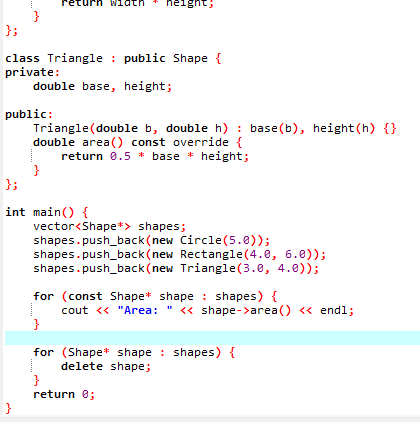 return width * height;
}
};
class Triangle : public Shape {
private:
double base, height;
public:
Triangle(double b, double h) : base(b), height(h) {}
double area() const override {
return 0.5 * base * height;
}
};
int main() {
vector<Shape*> shapes;
shapes.push_back(new Circle(5.0));
shapes.push_back(new Rectangle(4.0, 6.0));
shapes.push_back(new Triangle(3.0, 4.0));
for (const Shape* shape : shapes) {
cout << "Area: " << shape->area() << endl;
}
for (Shape* shape : shapes) {
delete shape;
}
return 0;
}